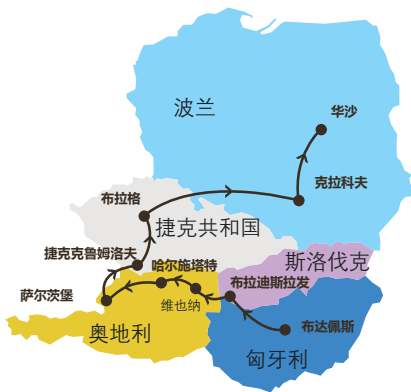 波兰
华沙
布拉格
克拉科夫
捷克共和国
捷克克鲁姆洛夫
哈尔施塔特
斯洛伐克
布拉迪斯拉发
萨尔茨堡
维也纳
奥地利
布达佩斯
匈牙利